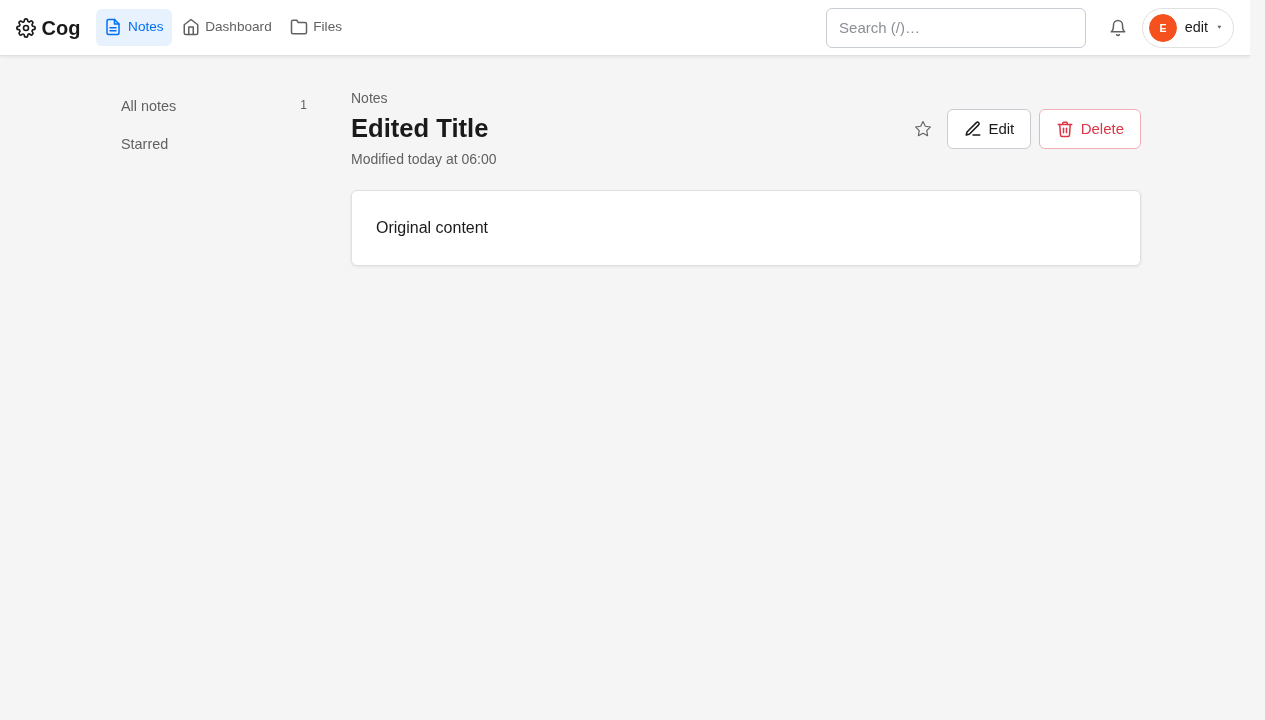 Cog
Notes
Dashboard
Files
Search (/)…
E
edit
All notes
1
Starred
Notes
Edited Title
Modified today at 06:00
Edit
Delete
Original content